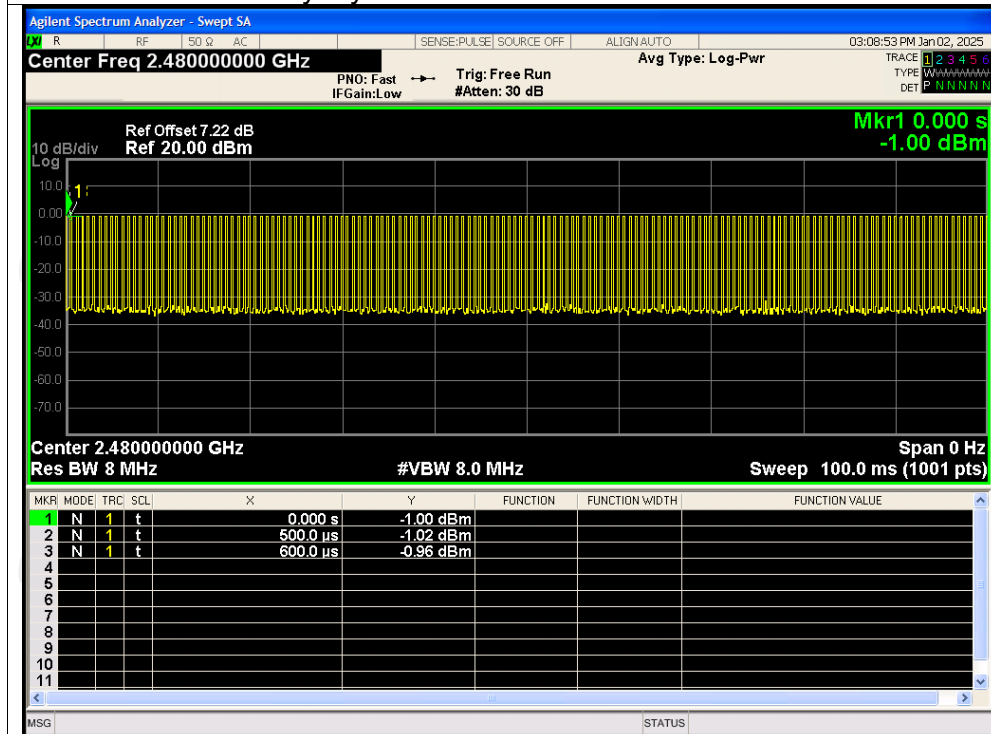 Agilent Spectrum Analyzer - Swept SA
LXI R RF 50 Ω AC SENSE:PULSE SOURCE OFF ALIGN AUTO 03:08:53 PM Jan 02, 2025
Center Freq 2.480000000 GHz Avg Type: Log-Pwr TRACE 1 2 3 4 5 6
PNO: Fast Trig: Free Run TYPE
IFGain:Low #Atten: 30 dB DET P N N N N N
Mkr1 0.000 s
Ref Offset 7.22 dB
10 dB/div Ref 20.00 dBm -1.00 dBm
Log
10.0
1
0.00
-10.0
-20.0
-30.0
-40.0
-50.0
-60.0
-70.0
Center 2.480000000 GHz Span 0 Hz
Res BW 8 MHz #VBW 8.0 MHz Sweep 100.0 ms (1001 pts)
MKR MODE TRC SCL X Y FUNCTION FUNCTION WIDTH FUNCTION VALUE
1 N 1 t 0.000 s -1.00 dBm
2 N 1 t 500.0 µs -1.02 dBm
3 N 1 t 600.0 µs -0.96 dBm
4
5
6
7
8
9
10
11
MSG STATUS